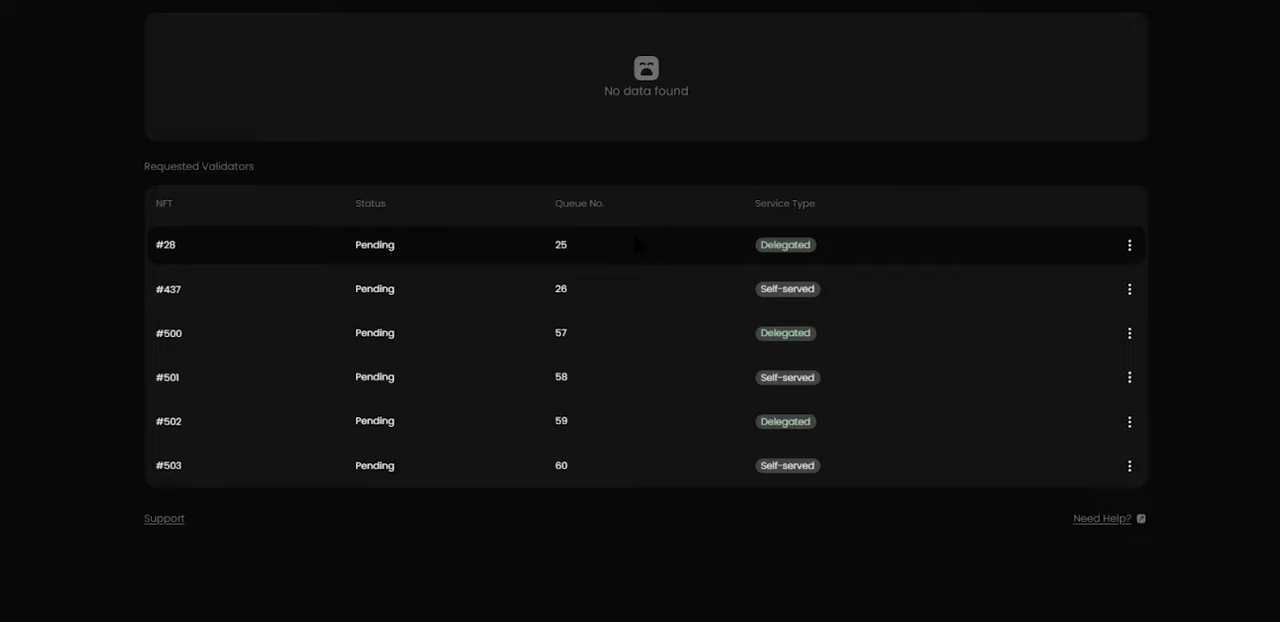 No data found
Requested Validators
NFT Status Queue No. Service Type
#28 Pending 25 Delegated
#437 Pending 26 Self-served
#500 Pending 57 Delegated
#501 Pending 58 Self-served
#502 Pending 59 Delegated
#503 Pending 60 Self-served
Support Need Help?